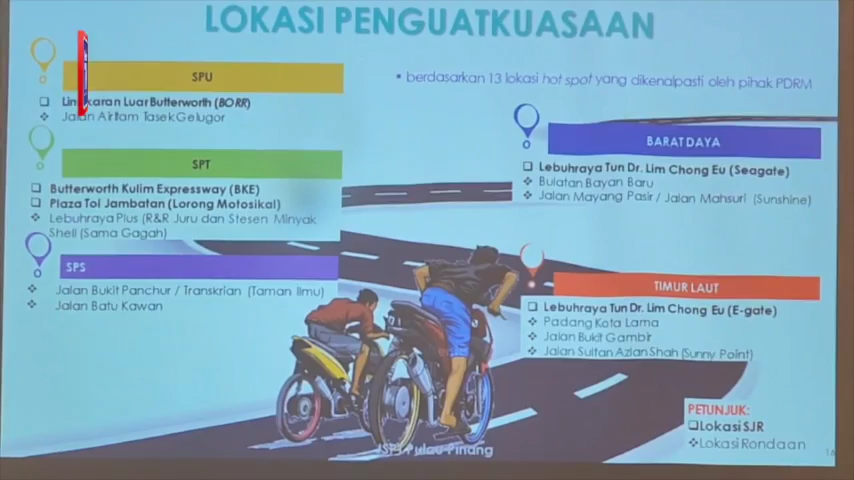 LOKASI PENGUATKUASAAN
• berdasarkan 13 lokasi hot spot yang dikenalpasti oleh pihak PDRM
SPU
❑ Lingkaran Luar Butterworth (BORR)
❖ Jalan Air Itam Tasek Gelugor
SPT
❑ Butterworth Kulim Expressway (BKE)
❑ Plaza Tol Jambatan (Lorong Motosikal)
❖ Lebuhraya Plus (R&R Juru dan Stesen Minyak
Shell (Sama Gagah)
SPS
❖ Jalan Bukit Panchur / Transkrian (Taman Ilmu)
❖ Jalan Batu Kawan
BARAT DAYA
❑ Lebuhraya Tun Dr. Lim Chong Eu (Seagate)
❖ Bulatan Bayan Baru
❖ Jalan Mayang Pasir / Jalan Mahsuri (Sunshine)
TIMUR LAUT
❑ Lebuhraya Tun Dr. Lim Chong Eu (E-gate)
❖ Padang Kota Lama
❖ Jalan Bukit Gambir
❖ Jalan Sultan Azlan Shah (Sunny Point)
PETUNJUK:
❑Lokasi SJR
❖Lokasi Rondaan
Pulau Pinang
16